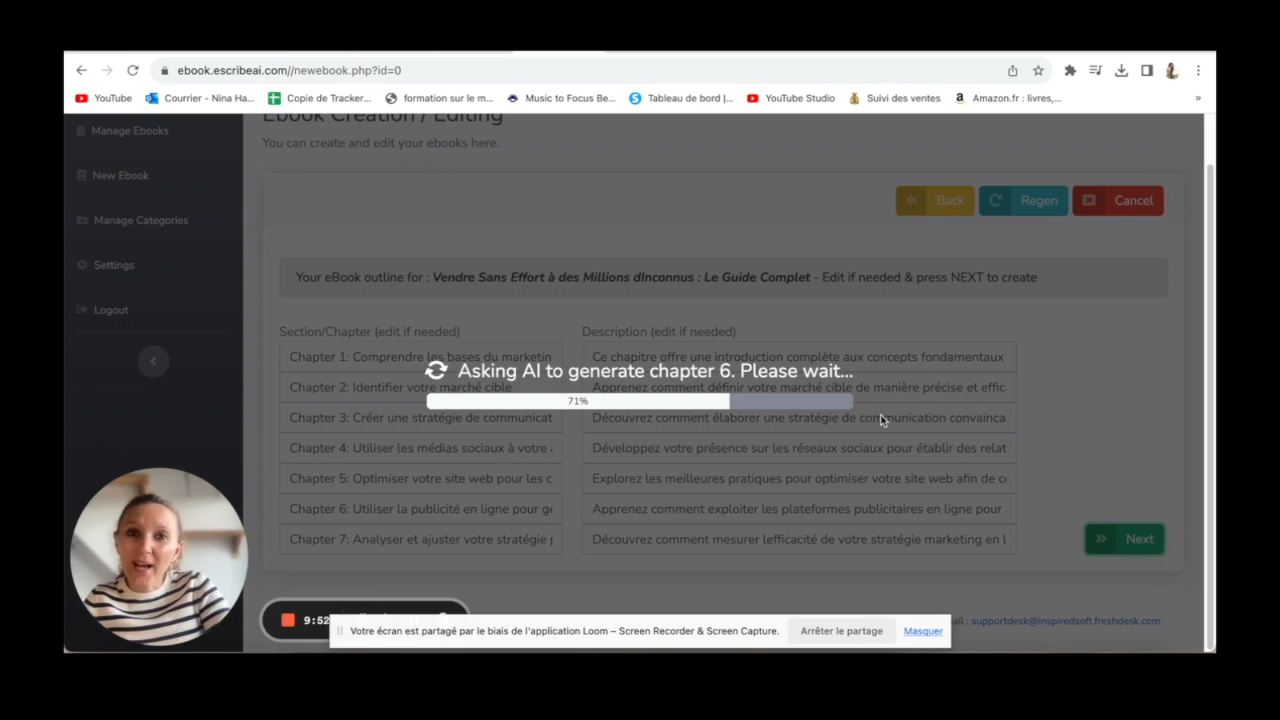 ebook.escribeai.com//newebook.php?id=0
YouTube Courrier - Nina Ha... Copie de Tracker... formation sur le m... Music to Focus Be... Tableau de bord |... YouTube Studio Suivi des ventes Amazon.fr : livres,... »
Ebook Creation / Editing
Manage Ebooks
You can create and edit your ebooks here.
New Ebook
Back Regen Cancel
Manage Categories
Settings
Your eBook outline for : Vendre Sans Effort à des Millions dInconnus : Le Guide Complet - Edit if needed & press NEXT to create
Logout
Section/Chapter (edit if needed) Description (edit if needed)
Chapter 1: Comprendre les bases du marketin Ce chapitre offre une introduction complète aux concepts fondamentaux
Asking AI to generate chapter 6. Please wait...
Chapter 2: Identifier votre marché cible Apprenez comment définir votre marché cible de manière précise et effic
71%
Chapter 3: Créer une stratégie de communicat Découvrez comment élaborer une stratégie de communication convainca
Chapter 4: Utiliser les médias sociaux à votre Développez votre présence sur les réseaux sociaux pour établir des relat
Chapter 5: Optimiser votre site web pour les c Explorez les meilleures pratiques pour optimiser votre site web afin de
Chapter 6: Utiliser la publicité en ligne pour ge Apprenez comment exploiter les plateformes publicitaires en ligne pour
Chapter 7: Analyser et ajuster votre stratégie Découvrez comment mesurer lefficacité de votre stratégie marketing en l
Next
9:52
Votre écran est partagé par le biais de l'application Loom – Screen Recorder & Screen Capture. Arrêter le partage Masquer
ail : supportdesk@inspiredsoft.freshdesk.com